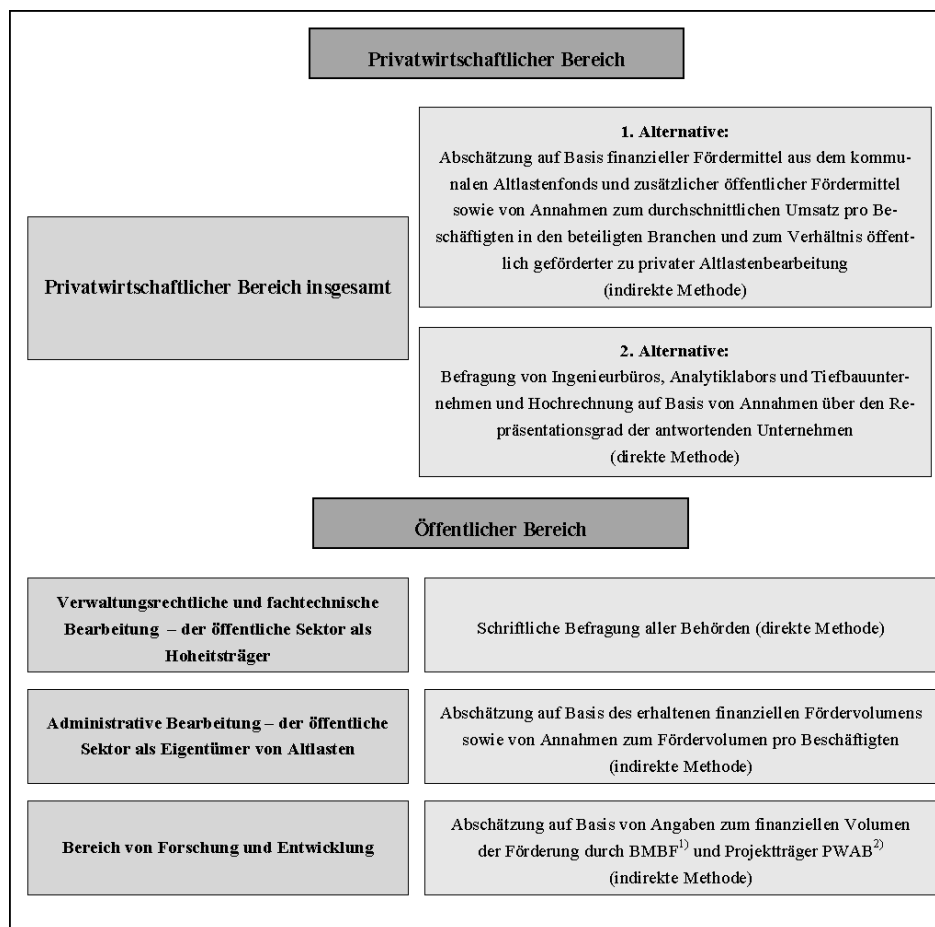 Privatwirtschaftlicher Bereich
Privatwirtschaftlicher Bereich insgesamt
1. Alternative:
Abschätzung auf Basis finanzieller Fördermittel aus dem kommu-
nalen Altlastenfonds und zusätzlicher öffentlicher Fördermittel
sowie von Annahmen zum durchschnittlichen Umsatz pro Be-
schäftigten in den beteiligten Branchen und zum Verhältnis öffent-
lich geförderter zu privater Altlastenbearbeitung
(indirekte Methode)
2. Alternative:
Befragung von Ingenieurbüros, Analytiklabors und Tiefbauunter-
nehmen und Hochrechnung auf Basis von Annahmen über den Re-
präsentationsgrad der antwortenden Unternehmen
(direkte Methode)
Öffentlicher Bereich
Verwaltungsrechtliche und fachtechnische
Bearbeitung – der öffentliche Sektor als
Hoheitsträger
Schriftliche Befragung aller Behörden (direkte Methode)
Administrative Bearbeitung – der öffentliche
Sektor als Eigentümer von Altlasten
Abschätzung auf Basis des erhaltenen finanziellen Fördervolumens
sowie von Annahmen zum Fördervolumen pro Beschäftigten
(indirekte Methode)
Bereich von Forschung und Entwicklung
Abschätzung auf Basis von Angaben zum finanziellen Volumen
der Förderung durch BMBF1) und Projektträger PWAB2)
(indirekte Methode)